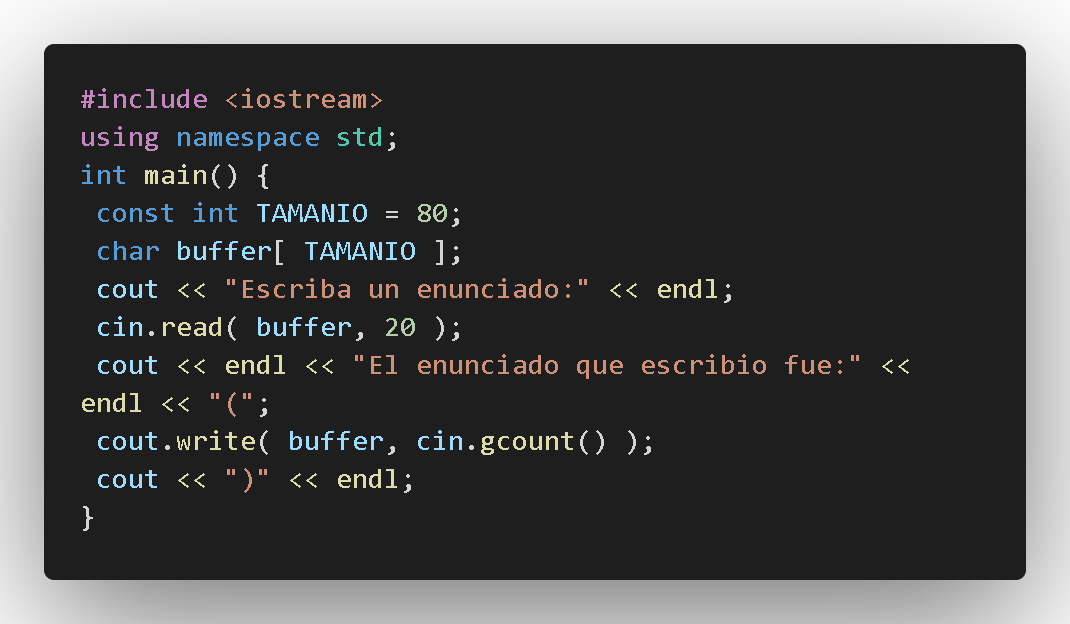 #include <iostream>
using namespace std;
int main() {
 const int TAMANIO = 80;
 char buffer[ TAMANIO ];
 cout << "Escriba un enunciado:" << endl;
 cin.read( buffer, 20 );
 cout << endl << "El enunciado que escribio fue:" <<
endl << "(";
 cout.write( buffer, cin.gcount() );
 cout << ")" << endl;
}